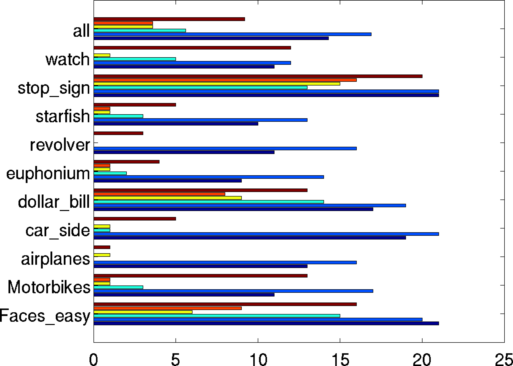 all
watch
stop_sign
starfish
revolver
euphonium
dollar_bill
car_side
airplanes
Motorbikes
Faces_easy
0 5 10 15 20 25